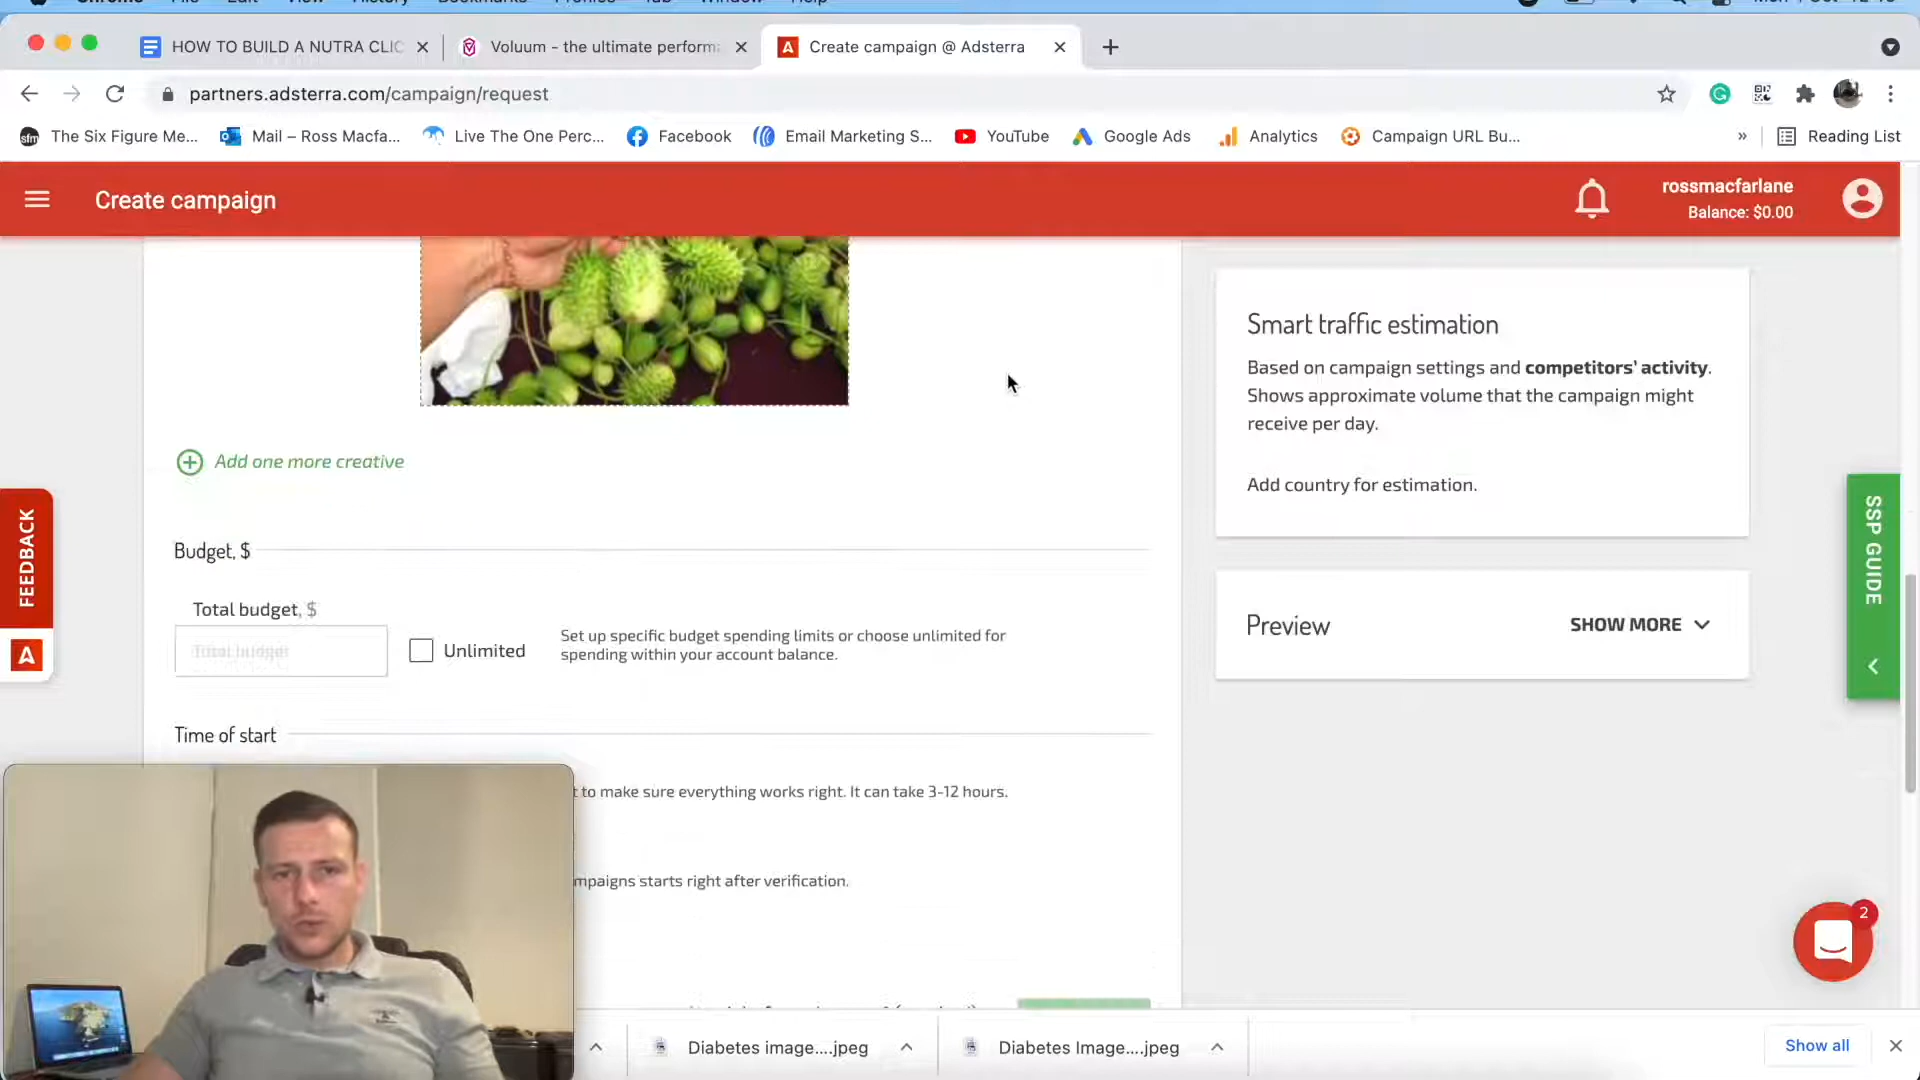 HOW TO BUILD A NUTRA CLIC
Voluum - the ultimate perform
Create campaign @ Adsterra
partners.adsterra.com/campaign/request
The Six Figure Me...
Mail – Ross Macfa...
Live The One Perc...
Facebook
Email Marketing S...
YouTube
Google Ads
Analytics
Campaign URL Bu...
»
Reading List
Create campaign
rossmacfarlane
Balance: $0.00
Smart traffic estimation
Based on campaign settings and competitors' activity.
Shows approximate volume that the campaign might
receive per day.
Add country for estimation.
Add one more creative
FEEDBACK
SSP GUIDE
Budget, $
Total budget, $
Total budget
Unlimited
Set up specific budget spending limits or choose unlimited for
spending within your account balance.
Preview
SHOW MORE
Time of start
t to make sure everything works right. It can take 3-12 hours.
mpaigns starts right after verification.
2
Diabetes image....jpeg
Diabetes Image....jpeg
Show all